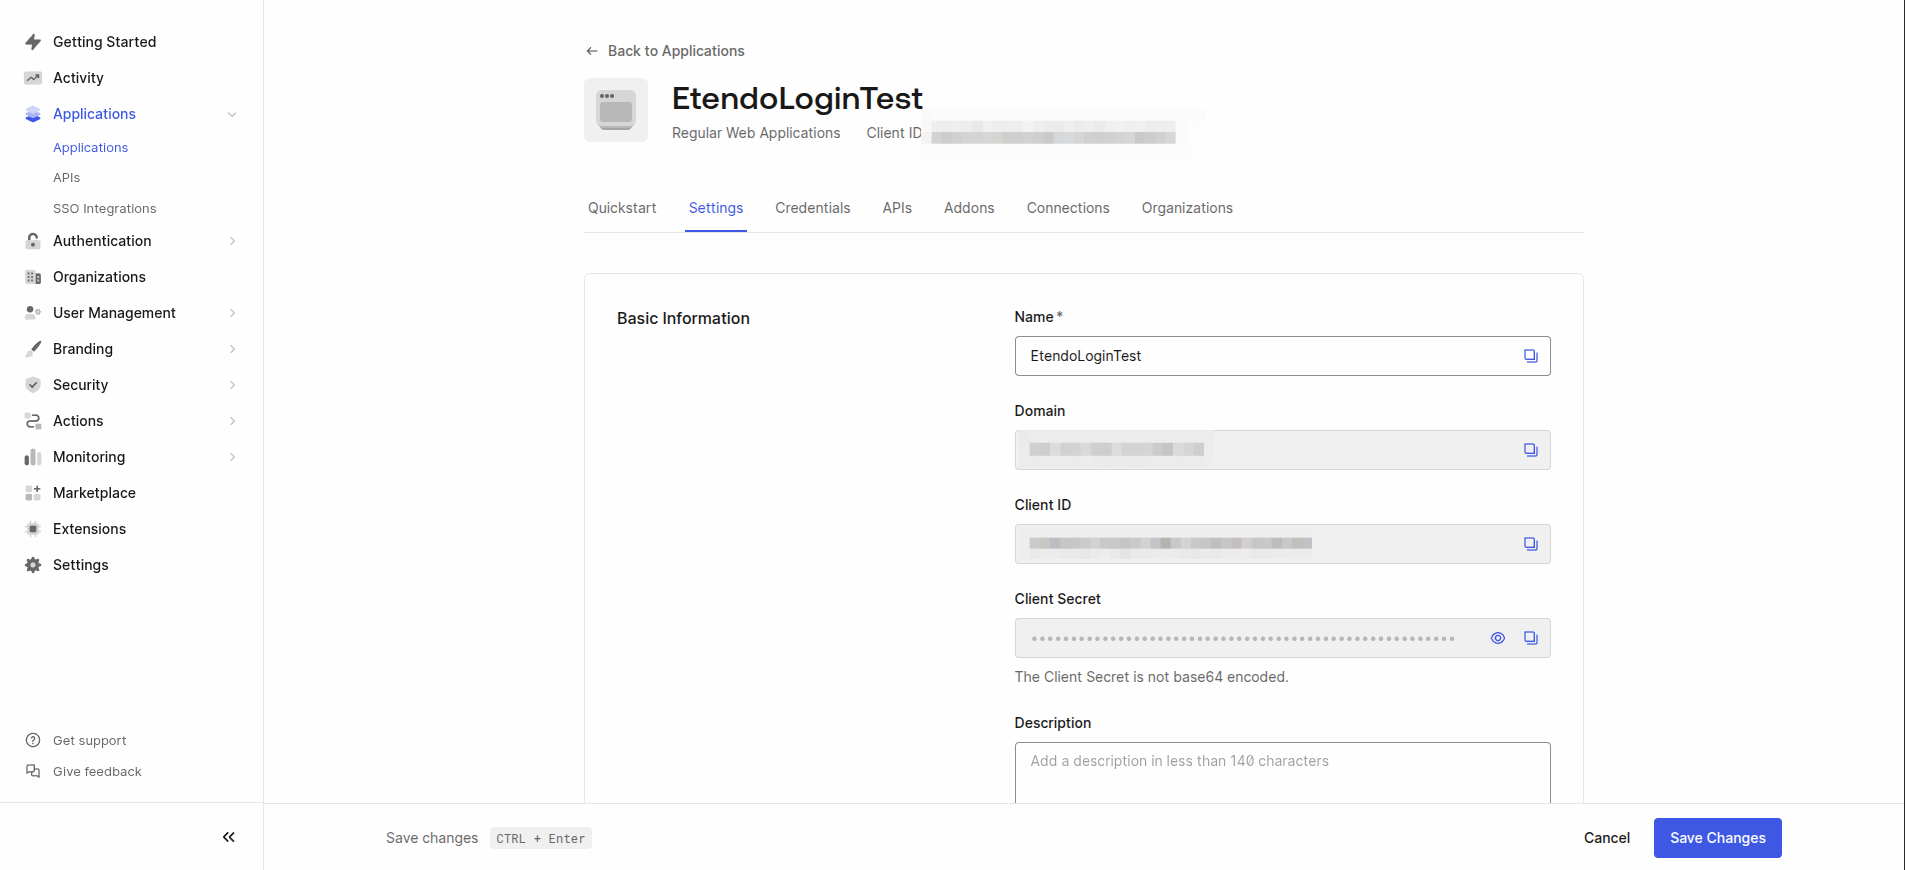 Getting Started
Activity
Applications
Applications
APIs
SSO Integrations
Authentication
Organizations
User Management
Branding
Security
Actions
Monitoring
Marketplace
Extensions
Settings
Get support
Give feedback
Back to Applications
EtendoLoginTest
Regular Web Applications Client ID
Quickstart Settings Credentials APIs Addons Connections Organizations
Basic Information
Name *
EtendoLoginTest
Domain
Client ID
Client Secret
The Client Secret is not base64 encoded.
Description
Add a description in less than 140 characters
Save changes CTRL + Enter
Cancel Save Changes